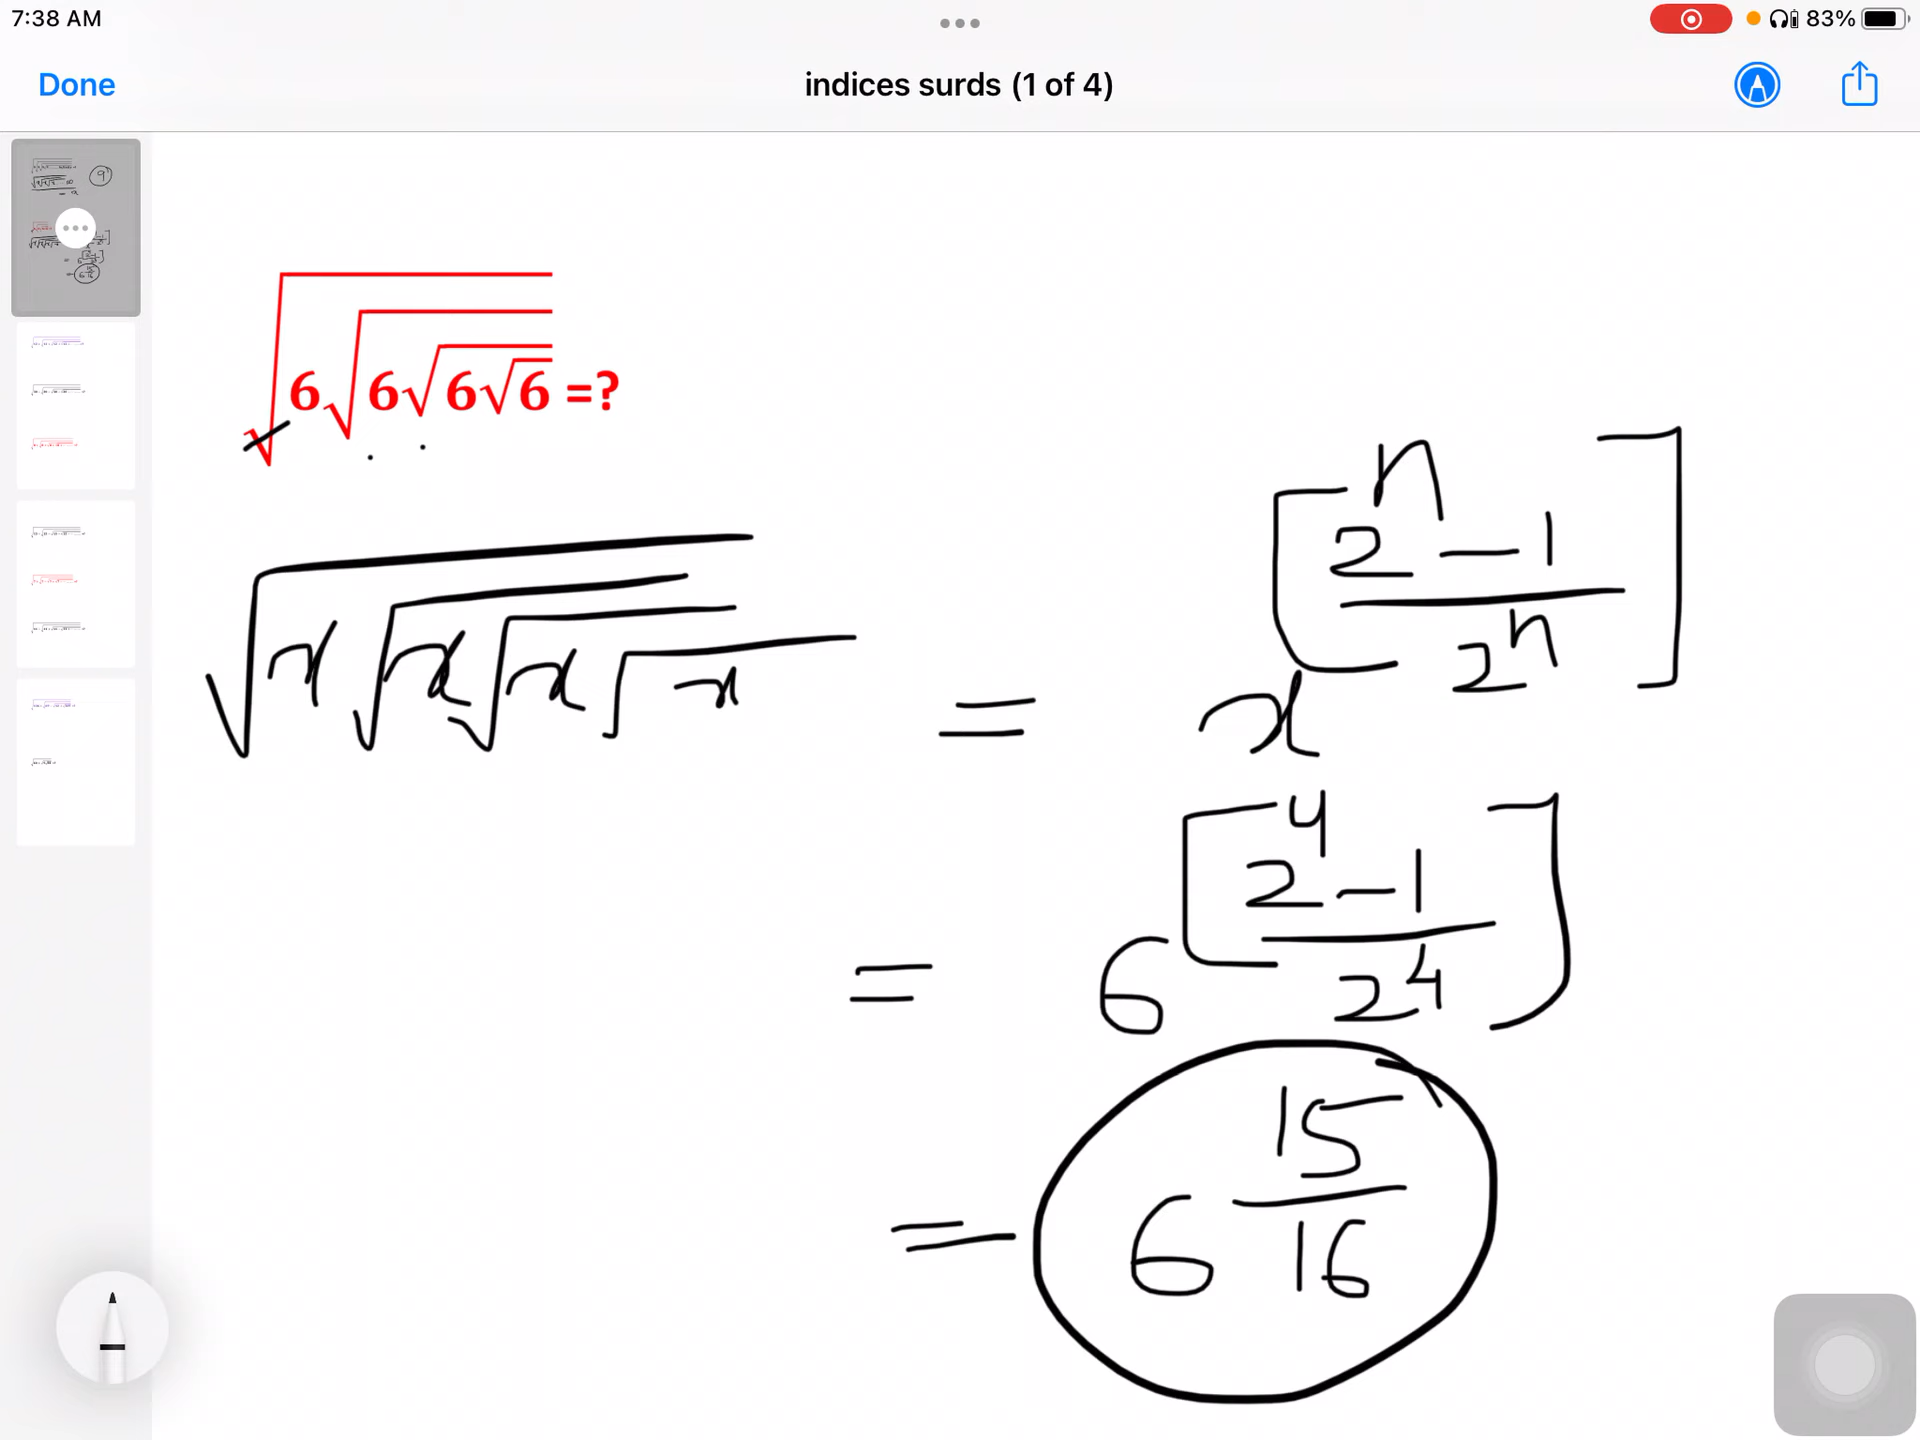 7:38 AM
83%
Done
indices surds (1 of 4)
√6√6√6√6 =?
√x√x√x√x = x^[(2^n − 1)/2^n]
= 6^[(2^4 − 1)/2^4]
= 6^(15/16)